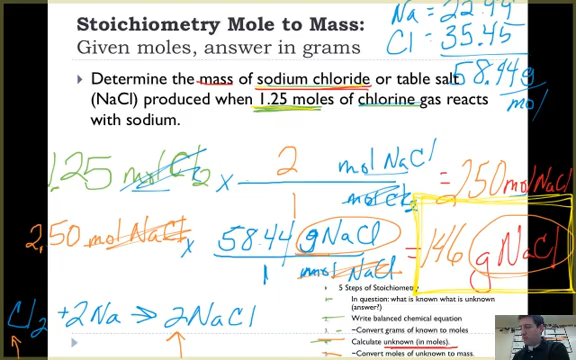 Stoichiometry Mole to Mass:
Given moles, answer in grams
Na = 22.99
Cl = 35.45
58.44g
mol
Determine the mass of sodium chloride or table salt
(NaCl) produced when 1.25 moles of chlorine gas reacts
with sodium.
1.25 mol Cl2 x 2 mol NaCl = 250 mol NaCl
1 mol Cl2
2.50 mol NaCl x 58.44 g NaCl = 146 g NaCl
1 mol NaCl
Cl2 + 2Na => 2NaCl
5 Steps of Stoichiometry
In question: what is known what is unknown
(answer?)
Write balanced chemical equation
~Convert grams of known to moles
Calculate unknown (in moles).
~Convert moles of unknown to mass.